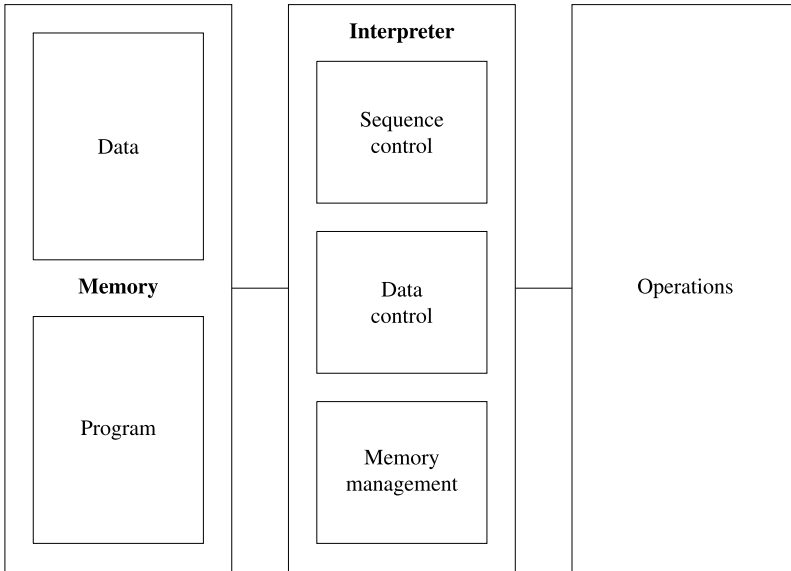 Data
Memory
Program
Interpreter
Sequence
control
Data
control
Memory
management
Operations